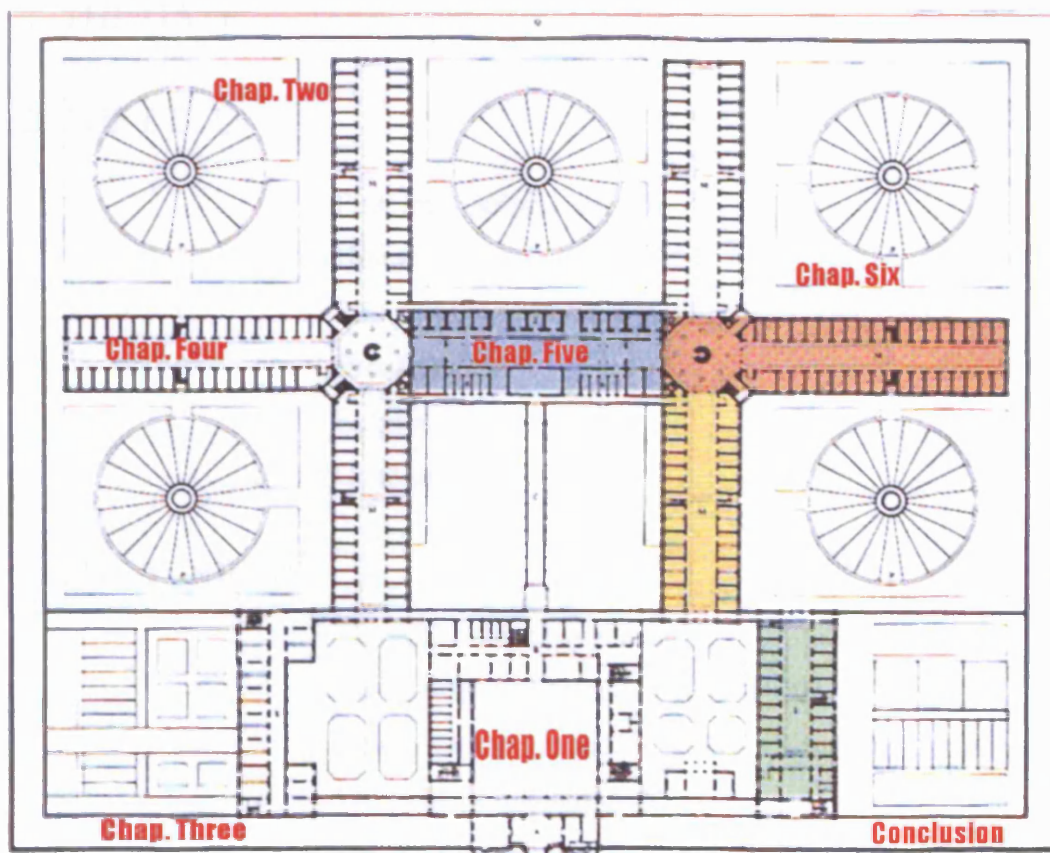 Chap. Two
Chap. Six
Chap. Four
Chap. Five
Chap. One
Chap. Three
Conclusion